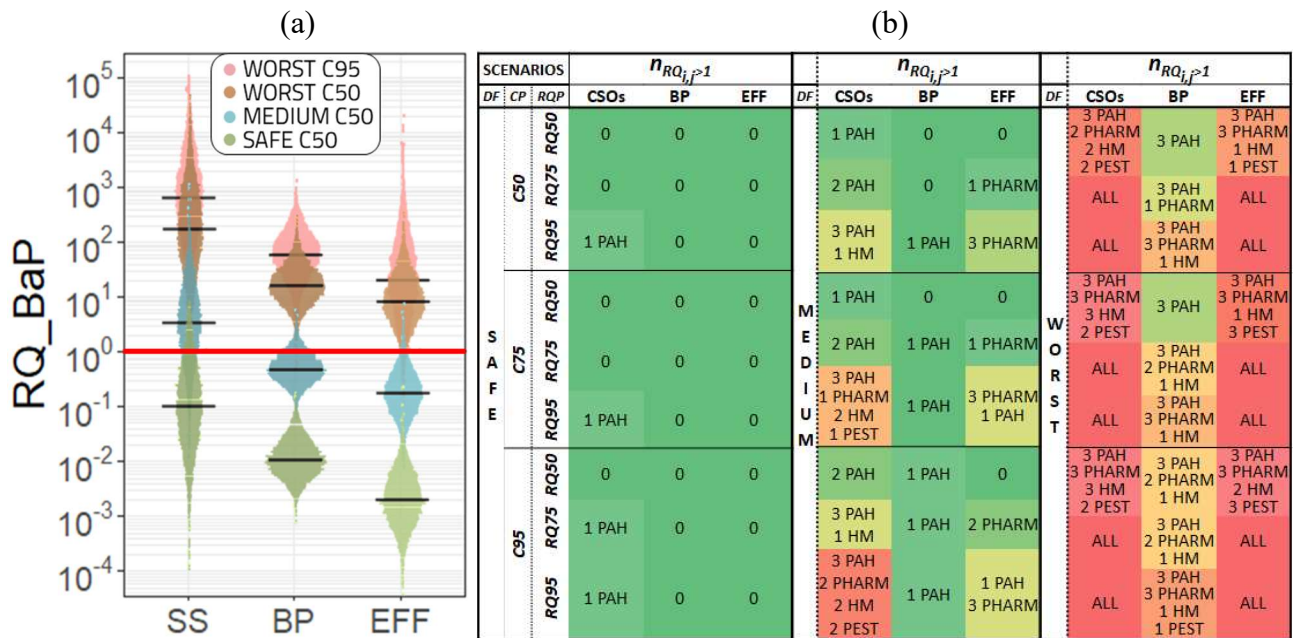 (a)
(b)
RQ_BaP
10^5
10^4
10^3
10^2
10^1
10^0
10^-1
10^-2
10^-3
10^-4
WORST C95
WORST C50
MEDIUM C50
SAFE C50
SS BP EFF
SCENARIOS n_RQi,j>1
DF CP RQP CSOs BP EFF
SAFE
C50
RQ50 0 0 0
RQ75 0 0 0
RQ95 1 PAH 0 0
C75
RQ50 0 0 0
RQ75 0 0 0
RQ95 1 PAH 0 0
C95
RQ50 0 0 0
RQ75 1 PAH 0 0
RQ95 1 PAH 0 0
n_RQi,j>1
DF CSOs BP EFF
MEDIUM
1 PAH 0 0
2 PAH 0 1 PHARM
3 PAH
1 HM
1 PAH
3 PHARM
1 PAH 0 0
2 PAH 1 PAH 1 PHARM
3 PAH
1 PHARM
2 HM
1 PEST
1 PAH
3 PHARM
1 PAH
2 PAH 1 PAH 0
3 PAH
1 HM
1 PAH
2 PHARM
3 PAH
2 PHARM
2 HM
2 PEST
1 PAH
1 PAH
3 PHARM
n_RQi,j>1
DF CSOs BP EFF
WORST
3 PAH
2 PHARM
2 HM
2 PEST
3 PAH
3 PAH
3 PHARM
1 HM
1 PEST
ALL
3 PAH
1 PHARM
ALL
ALL
3 PAH
3 PHARM
1 HM
ALL
3 PAH
3 PHARM
3 HM
2 PEST
3 PAH
3 PAH
3 PHARM
1 HM
3 PEST
ALL
3 PAH
2 PHARM
1 HM
ALL
ALL
3 PAH
3 PHARM
1 HM
ALL
3 PAH
3 PHARM
3 HM
2 PEST
3 PAH
2 PHARM
1 HM
3 PAH
3 PHARM
2 HM
3 PEST
ALL
3 PAH
2 PHARM
1 HM
ALL
ALL
3 PAH
3 PHARM
1 HM
1 PEST
ALL